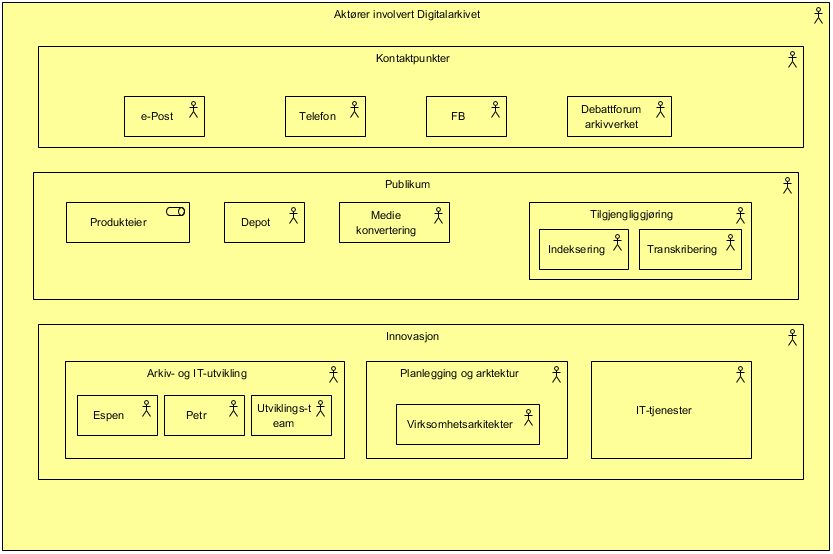 Aktører involvert Digitalarkivet
Kontaktpunkter
e-Post
Telefon
FB
Debattforum
arkivverket
Publikum
Produkteier
Depot
Medie
konvertering
Tilgjengliggjøring
Indeksering
Transkribering
Innovasjon
Arkiv- og IT-utvikling
Espen
Petr
Utviklings-t
eam
Planlegging og arktektur
Virksomhetsarkitekter
IT-tjenester